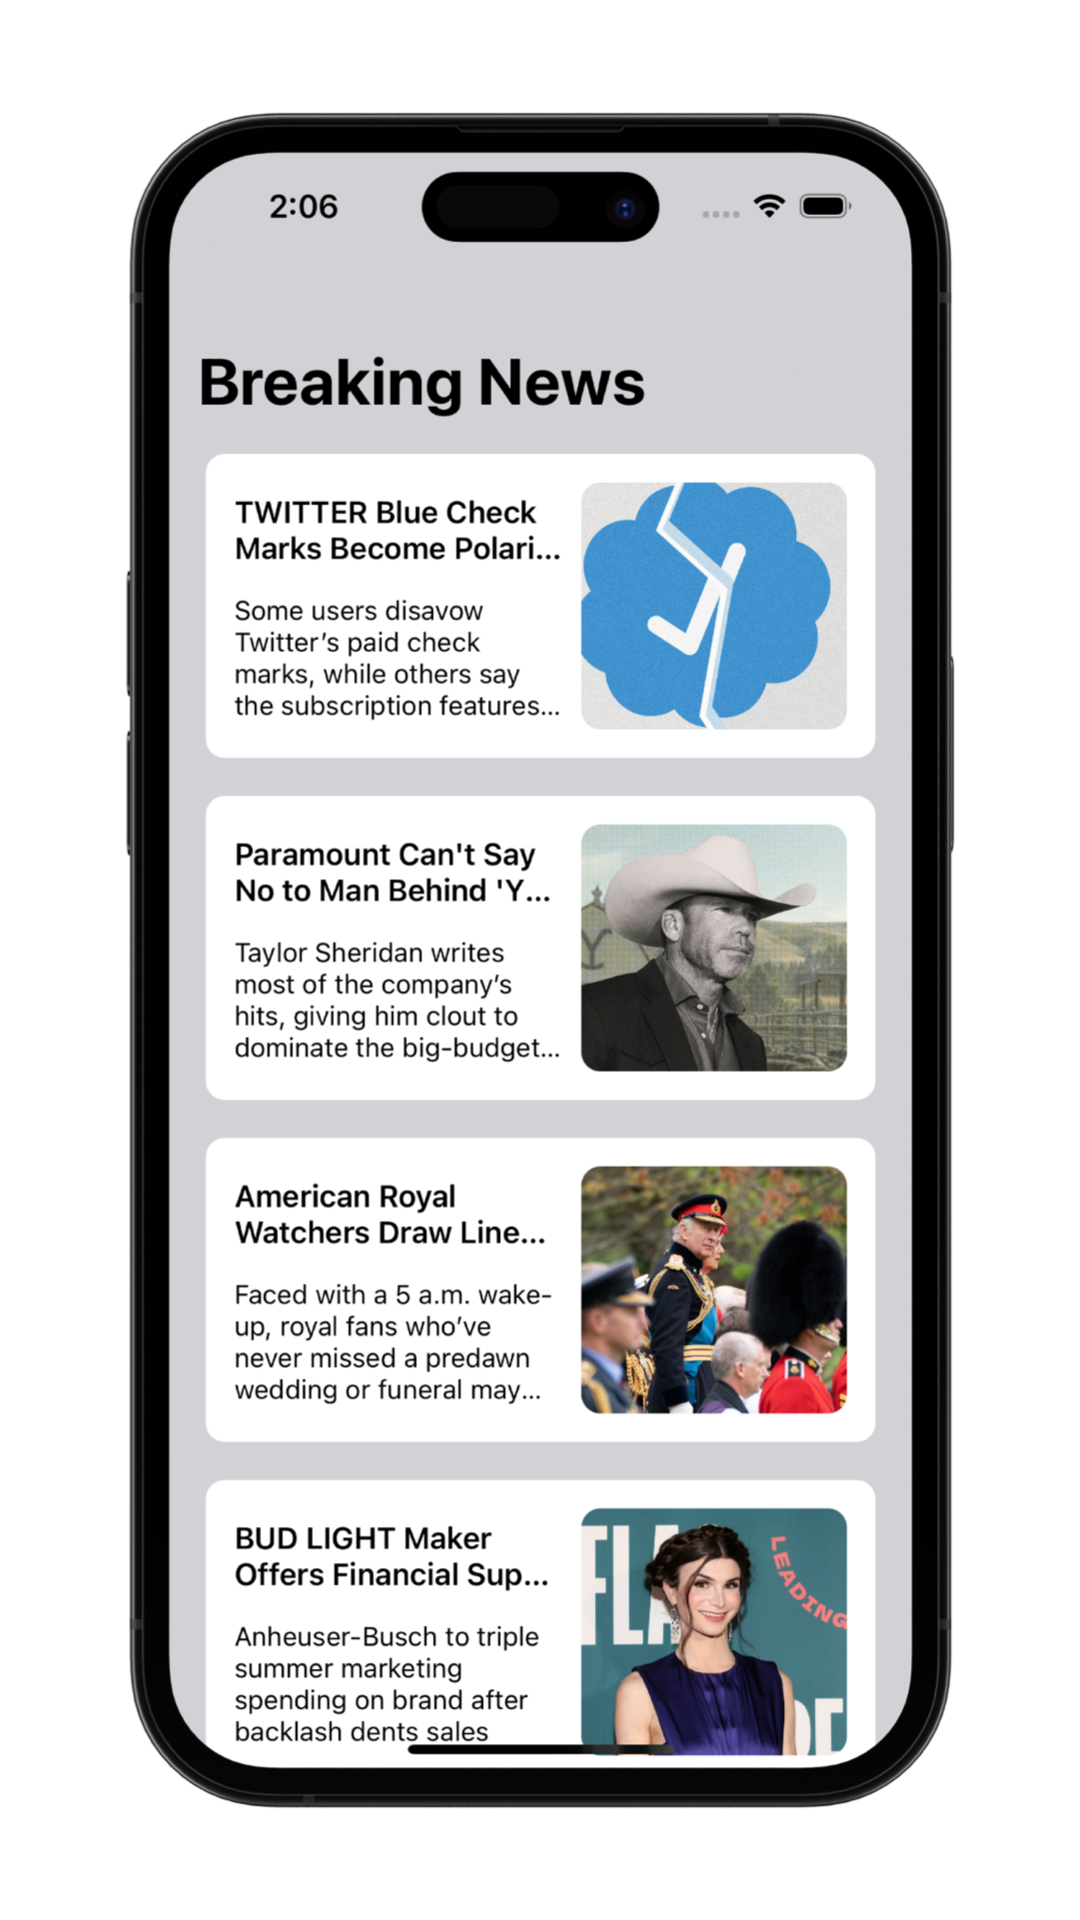 2:06
Breaking News
TWITTER Blue Check
Marks Become Polari...
Some users disavow
Twitter’s paid check
marks, while others say
the subscription features...
Paramount Can't Say
No to Man Behind 'Y...
Taylor Sheridan writes
most of the company’s
hits, giving him clout to
dominate the big-budget...
Y
American Royal
Watchers Draw Line...
Faced with a 5 a.m. wake-
up, royal fans who’ve
never missed a predawn
wedding or funeral may...
BUD LIGHT Maker
Offers Financial Sup...
Anheuser-Busch to triple
summer marketing
spending on brand after
backlash dents sales
FLA
LEADING